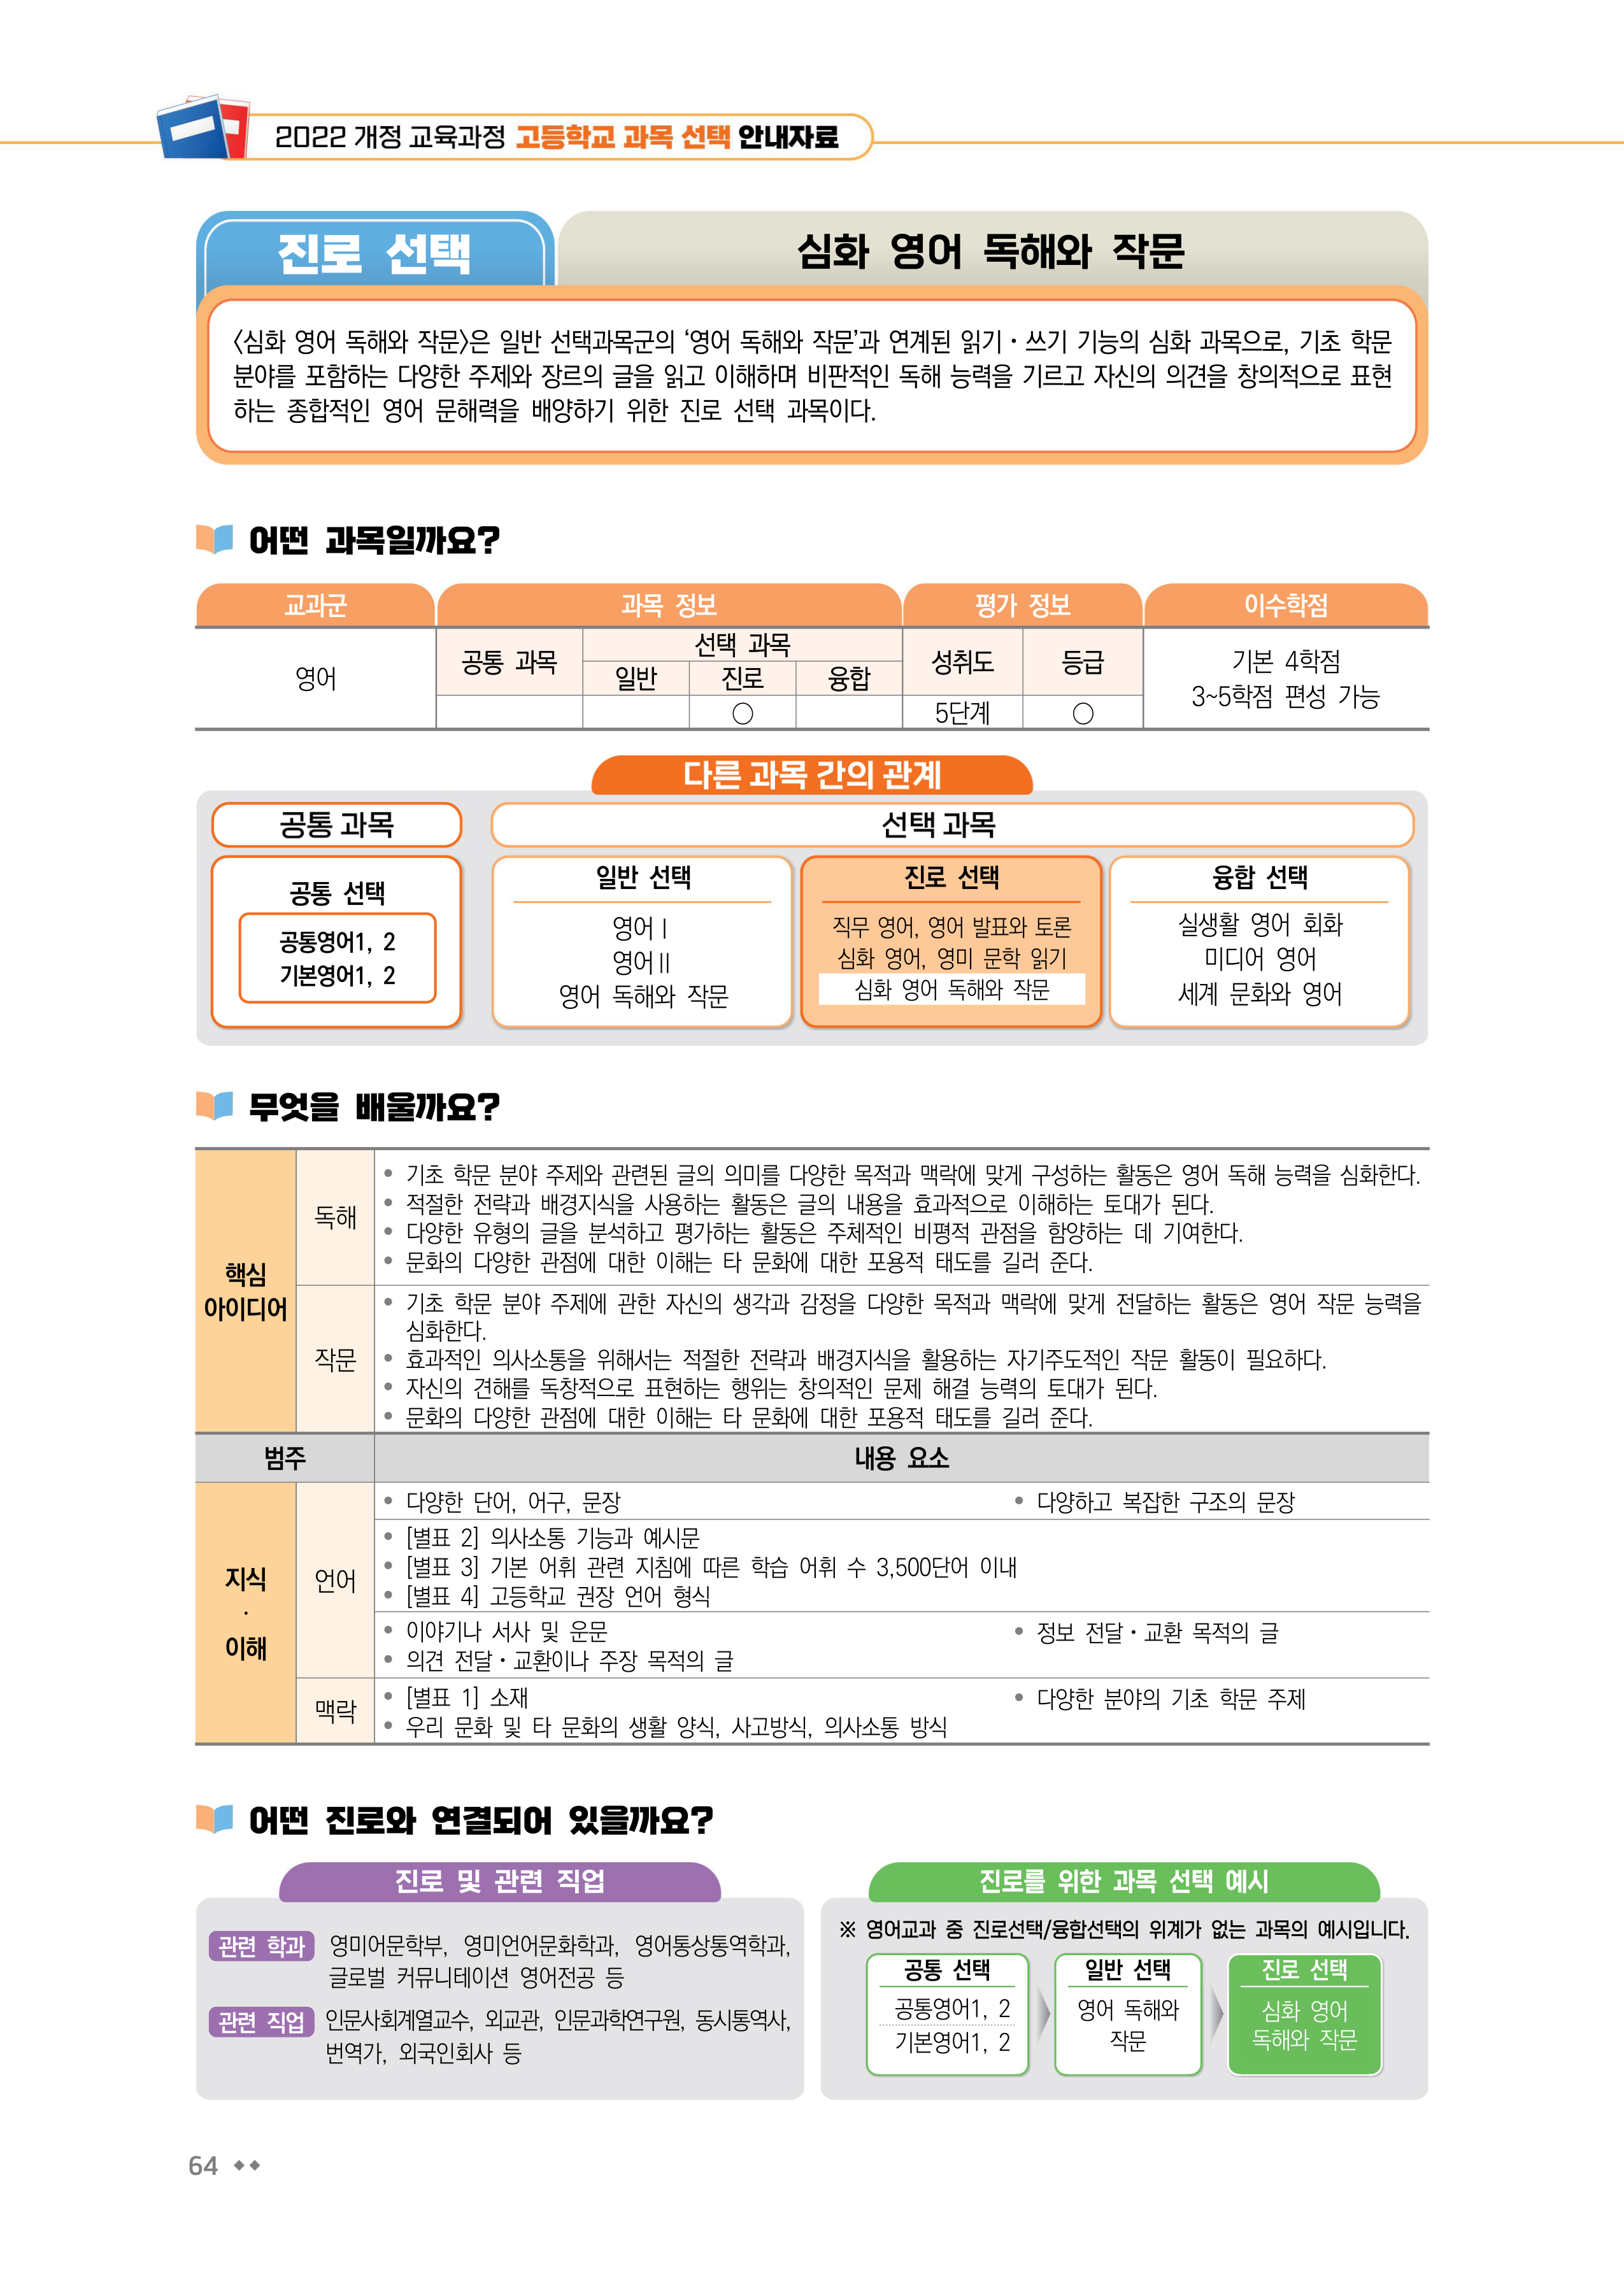 2022 개정 교육과정 고등학교 과목 선택 안내자료
진로 선택
심화 영어 독해와 작문
〈심화 영어 독해와 작문〉은 일반 선택과목군의 ‘영어 독해와 작문’과 연계된 읽기・쓰기 기능의 심화 과목으로, 기초 학문
분야를 포함하는 다양한 주제와 장르의 글을 읽고 이해하며 비판적인 독해 능력을 기르고 자신의 의견을 창의적으로 표현
하는 종합적인 영어 문해력을 배양하기 위한 진로 선택 과목이다.
어떤 과목일까요?
교과군 과목 정보 평가 정보 이수학점
영어
공통 과목
선택 과목
일반 진로 융합
성취도 등급
○ 5단계 ○
기본 4학점
3~5학점 편성 가능
다른 과목 간의 관계
공통 과목
선택 과목
공통 선택
공통영어1, 2
기본영어1, 2
일반 선택
영어Ⅰ
영어Ⅱ
영어 독해와 작문
진로 선택
직무 영어, 영어 발표와 토론
심화 영어, 영미 문학 읽기
심화 영어 독해와 작문
융합 선택
실생활 영어 회화
미디어 영어
세계 문화와 영어
무엇을 배울까요?
핵심
아이디어
독해
• 기초 학문 분야 주제와 관련된 글의 의미를 다양한 목적과 맥락에 맞게 구성하는 활동은 영어 독해 능력을 심화한다.
• 적절한 전략과 배경지식을 사용하는 활동은 글의 내용을 효과적으로 이해하는 토대가 된다.
• 다양한 유형의 글을 분석하고 평가하는 활동은 주체적인 비평적 관점을 함양하는 데 기여한다.
• 문화의 다양한 관점에 대한 이해는 타 문화에 대한 포용적 태도를 길러 준다.
작문
• 기초 학문 분야 주제에 관한 자신의 생각과 감정을 다양한 목적과 맥락에 맞게 전달하는 활동은 영어 작문 능력을
심화한다.
• 효과적인 의사소통을 위해서는 적절한 전략과 배경지식을 활용하는 자기주도적인 작문 활동이 필요하다.
• 자신의 견해를 독창적으로 표현하는 행위는 창의적인 문제 해결 능력의 토대가 된다.
• 문화의 다양한 관점에 대한 이해는 타 문화에 대한 포용적 태도를 길러 준다.
범주 내용 요소
지식
·
이해
언어
• 다양한 단어, 어구, 문장 • 다양하고 복잡한 구조의 문장
• [별표 2] 의사소통 기능과 예시문
• [별표 3] 기본 어휘 관련 지침에 따른 학습 어휘 수 3,500단어 이내
• [별표 4] 고등학교 권장 언어 형식
• 이야기나 서사 및 운문 • 정보 전달・교환 목적의 글
• 의견 전달・교환이나 주장 목적의 글
맥락
• [별표 1] 소재 • 다양한 분야의 기초 학문 주제
• 우리 문화 및 타 문화의 생활 양식, 사고방식, 의사소통 방식
어떤 진로와 연결되어 있을까요?
진로 및 관련 직업
관련 학과 영미어문학부, 영미언어문화학과, 영어통상통역학과,
글로벌 커뮤니테이션 영어전공 등
관련 직업 인문사회계열교수, 외교관, 인문과학연구원, 동시통역사,
번역가, 외국인회사 등
진로를 위한 과목 선택 예시
※ 영어교과 중 진로선택/융합선택의 위계가 없는 과목의 예시입니다.
공통 선택
공통영어1, 2
기본영어1, 2
일반 선택
영어 독해와
작문
진로 선택
심화 영어
독해와 작문
64 ◆◆